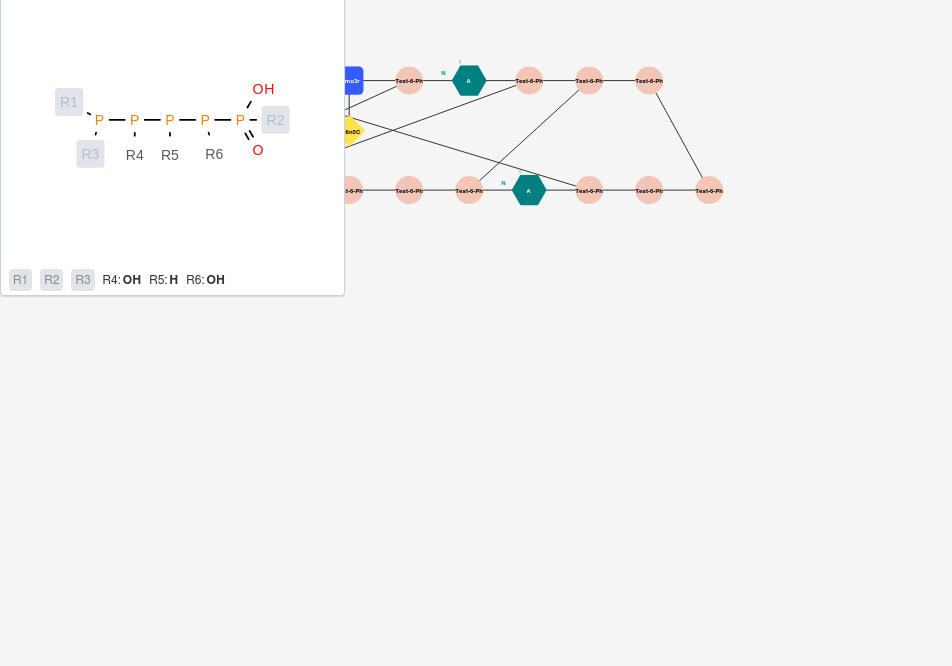 OH
R1 P P P P P R2
R3 R4 R5 R6 O
R1 R2 R3 R4: OH R5: H R6: OH
mo3r Test-6-Ph N A Test-6-Ph Test-6-Ph Test-6-Ph
6n5C
t-6-Ph Test-6-Ph Test-6-Ph N A Test-6-Ph Test-6-Ph Test-6-Ph